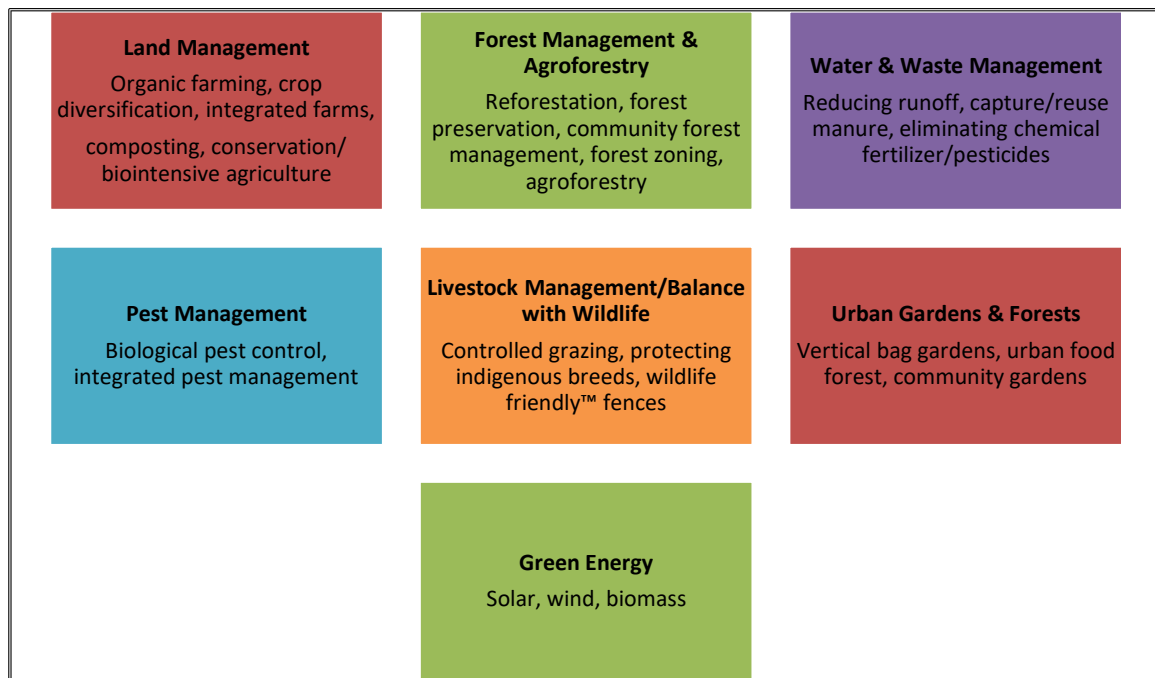 Land Management
Organic farming, crop
diversification, integrated farms,
composting, conservation/
biointensive agriculture
Forest Management &
Agroforestry
Reforestation, forest
preservation, community forest
management, forest zoning,
agroforestry
Water & Waste Management
Reducing runoff, capture/reuse
manure, eliminating chemical
fertilizer/pesticides
Pest Management
Biological pest control,
integrated pest management
Livestock Management/Balance
with Wildlife
Controlled grazing, protecting
indigenous breeds, wildlife
friendly™ fences
Urban Gardens & Forests
Vertical bag gardens, urban food
forest, community gardens
Green Energy
Solar, wind, biomass